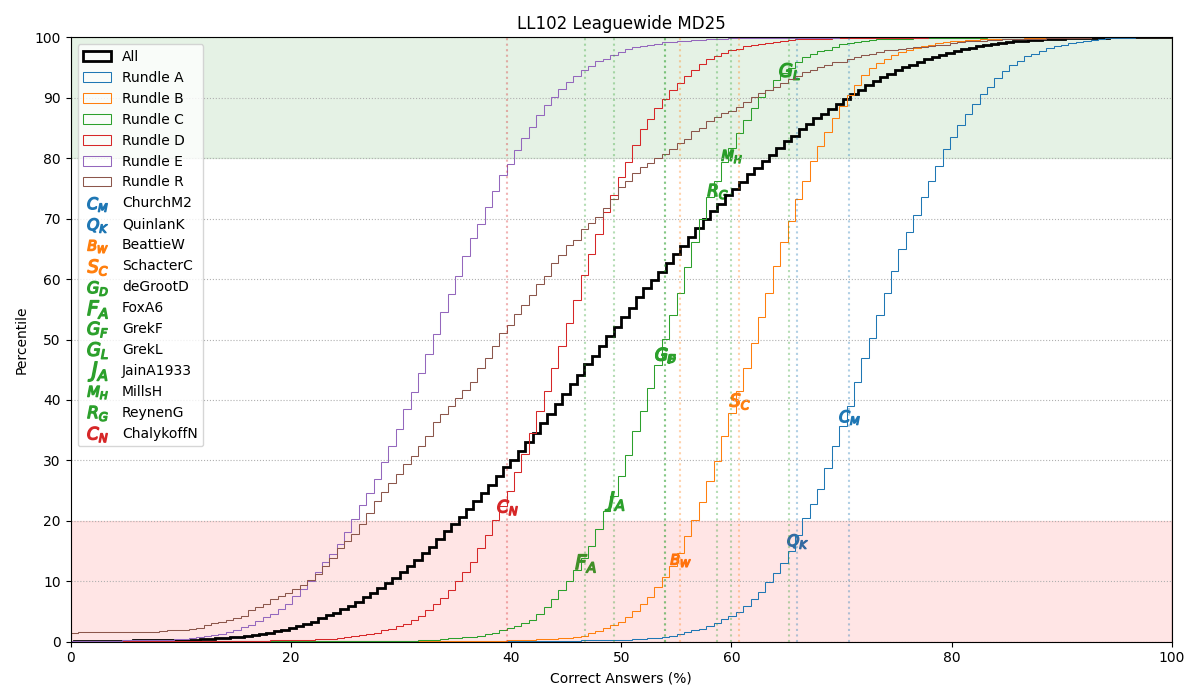 LL102 Leaguewide MD25
Percentile
100
90
80
70
60
50
40
30
20
10
0
All
Rundle A
Rundle B
Rundle C
Rundle D
Rundle E
Rundle R
CM ChurchM2
QK QuinlanK
BW BeattieW
SC SchacterC
GD deGrootD
FA FoxA6
GF GrekF
GL GrekL
JA JainA1933
MH MillsH
RG ReynenG
CN ChalykoffN
GL
MH
RG
SC
CM
CN
JA
FA
BW
QK
0 20 40 50 60 80 100
Correct Answers (%)